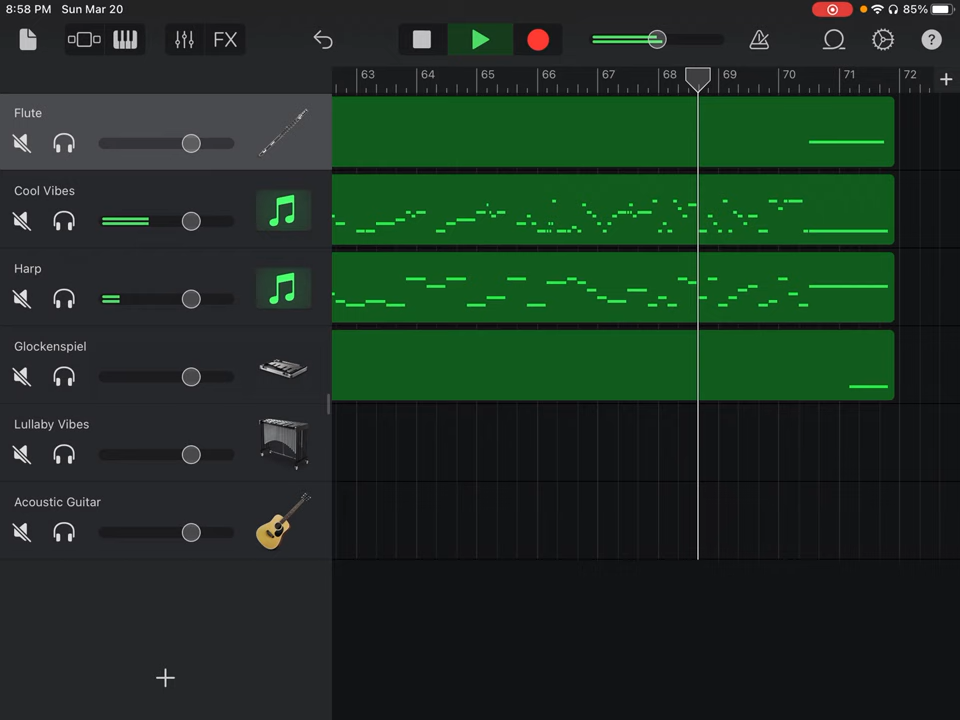 8:58 PM Sun Mar 20 85%
FX ?
63 64 65 66 67 68 69 70 71 72 +
Flute
Cool Vibes
Harp
Glockenspiel
Lullaby Vibes
Acoustic Guitar
+